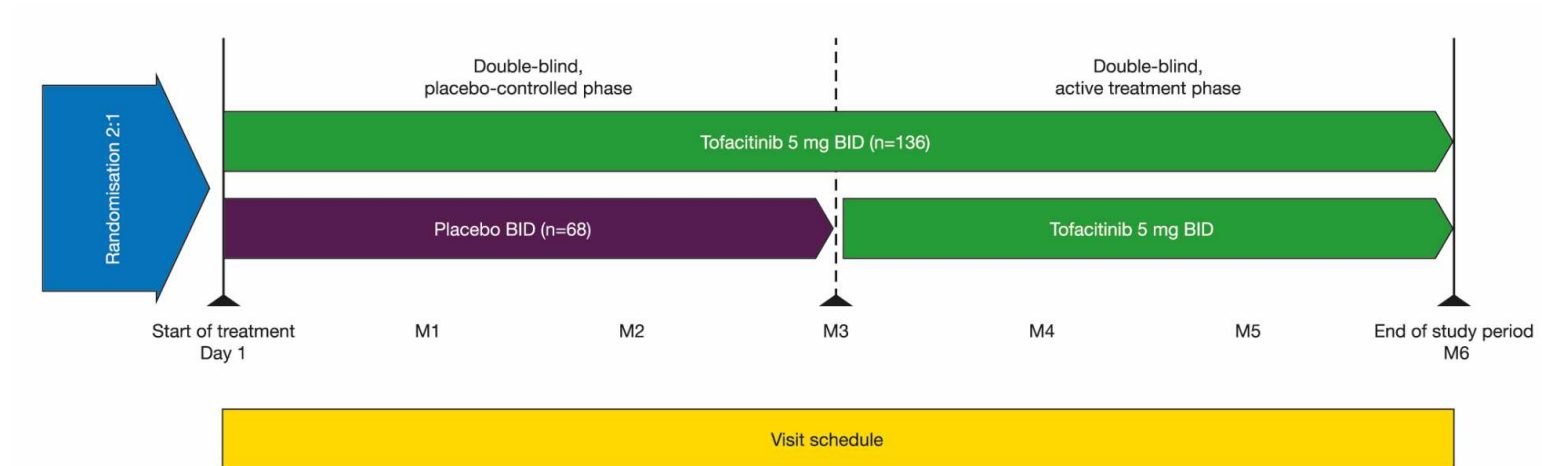 Randomisation 2:1
Double-blind,
placebo-controlled phase
Double-blind,
active treatment phase
Tofacitinib 5 mg BID (n=136)
Placebo BID (n=68)
Tofacitinib 5 mg BID
Start of treatment
Day 1
M1
M2
M3
M4
M5
End of study period
M6
Visit schedule